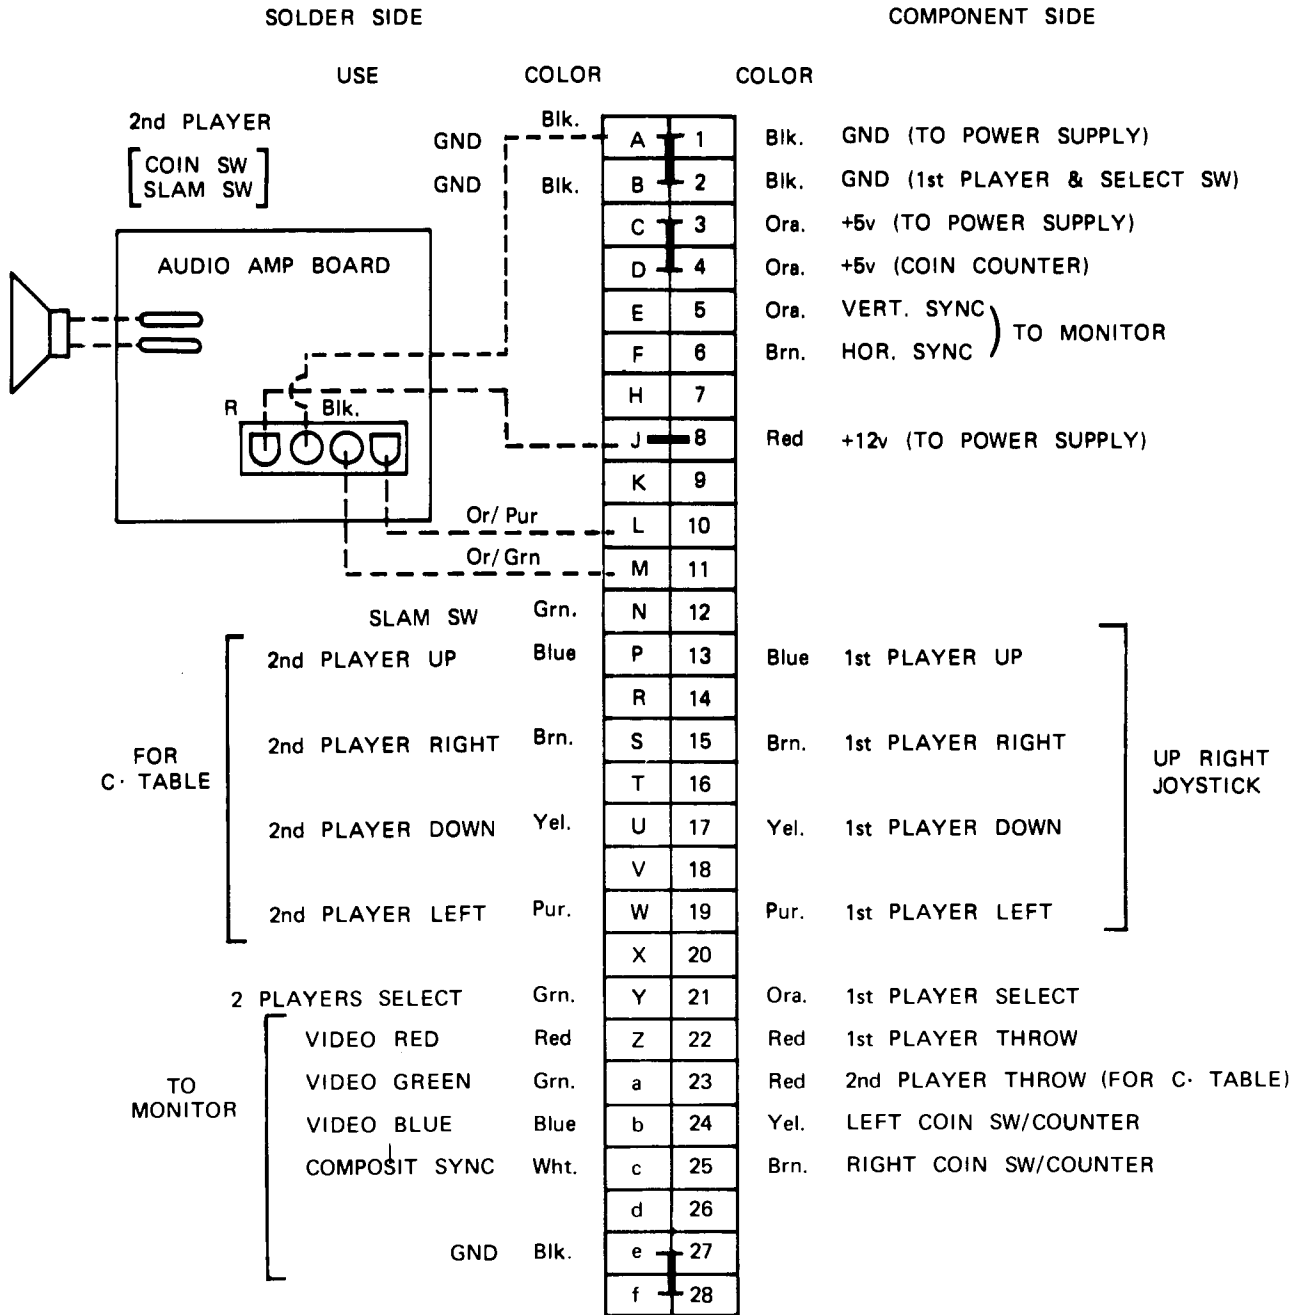 SOLDER SIDE COMPONENT SIDE
USE COLOR COLOR
2nd PLAYER
COIN SW
SLAM SW
GND Blk. A 1 Blk. GND (TO POWER SUPPLY)
GND Blk. B 2 Blk. GND (1st PLAYER & SELECT SW)
C 3 Ora. +5v (TO POWER SUPPLY)
AUDIO AMP BOARD D 4 Ora. +5v (COIN COUNTER)
E 5 Ora. VERT. SYNC
TO MONITOR
F 6 Brn. HOR. SYNC
H 7
R Blk.
J 8 Red +12v (TO POWER SUPPLY)
K 9
Or/Pur L 10
Or/Grn M 11
SLAM SW Grn. N 12
2nd PLAYER UP Blue P 13 Blue 1st PLAYER UP
R 14
2nd PLAYER RIGHT Brn. S 15 Brn. 1st PLAYER RIGHT
FOR
C· TABLE
UP RIGHT
JOYSTICK
T 16
2nd PLAYER DOWN Yel. U 17 Yel. 1st PLAYER DOWN
V 18
2nd PLAYER LEFT Pur. W 19 Pur. 1st PLAYER LEFT
X 20
2 PLAYERS SELECT Grn. Y 21 Ora. 1st PLAYER SELECT
VIDEO RED Red Z 22 Red 1st PLAYER THROW
TO
MONITOR
VIDEO GREEN Grn. a 23 Red 2nd PLAYER THROW (FOR C· TABLE)
VIDEO BLUE Blue b 24 Yel. LEFT COIN SW/COUNTER
COMPOSIT SYNC Wht. c 25 Brn. RIGHT COIN SW/COUNTER
d 26
GND Blk. e 27
f 28